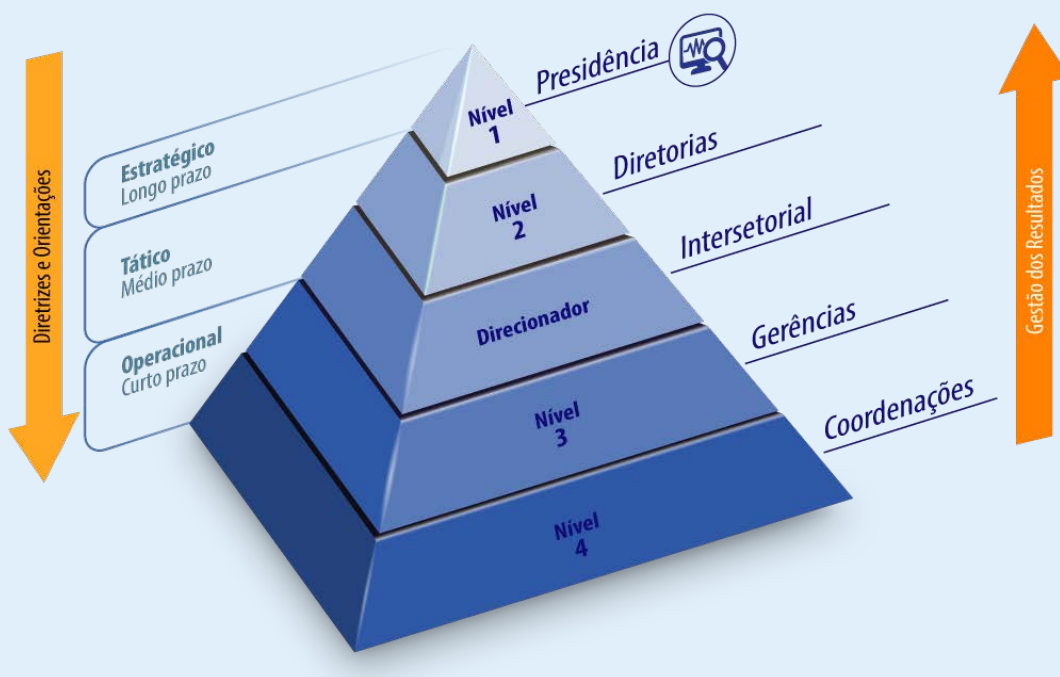 Diretrizes e Orientações
Estratégico
Longo prazo
Tático
Médio prazo
Operacional
Curto prazo
Nível
1
Nível
2
Direcionador
Nível
3
Nível
4
Presidência
Diretorias
Intersetorial
Gerências
Coordenações
Gestão dos Resultados